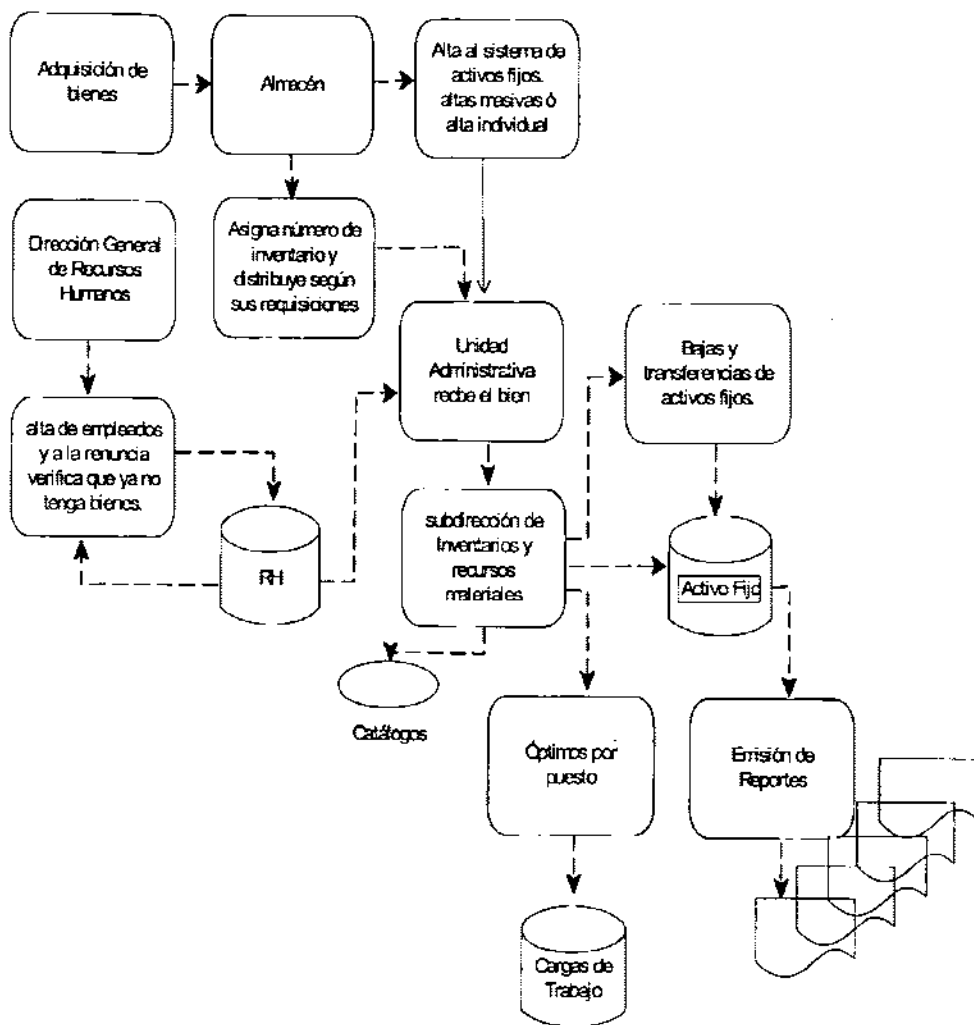 Adquisición de
bienes
Almacén
Alta al sistema de
activos fijos.
altas masivas ó
alta individual
Dirección General
de Recursos
Humanos
Asigna número de
inventario y
distribuye según
sus requisiciones
Unidad
Administrativa
recibe el bien
Bajas y
transferencias de
activos fijos.
alta de empleados
y a la renuncia
verifica que ya no
tenga bienes.
RH
subdirección de
Inventarios y
recursos
materiales
Activo Fijo
Catálogos
Óptimos por
puesto
Emisión de
Reportes
Cargas de
Trabajo